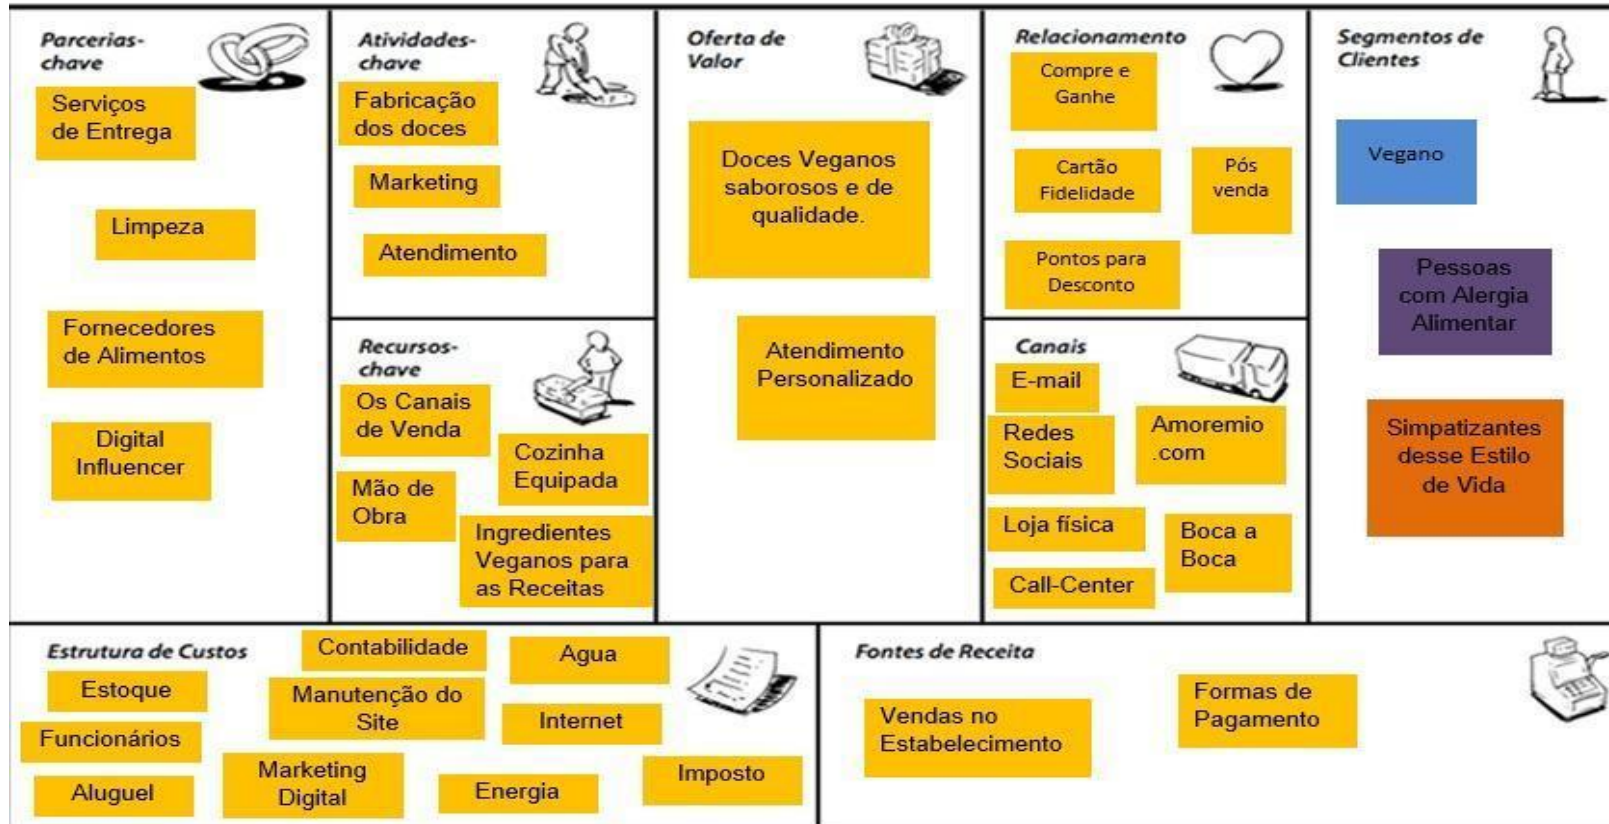 Parcerias-
chave
Serviços
de Entrega
Limpeza
Fornecedores
de Alimentos
Digital
Influencer
Atividades-
chave
Fabricação
dos doces
Marketing
Atendimento
Recursos-
chave
Os Canais
de Venda
Cozinha
Equipada
Mão de
Obra
Ingredientes
Veganos para
as Receitas
Oferta de
Valor
Doces Veganos
saborosos e de
qualidade.
Atendimento
Personalizado
Relacionamento
Compre e
Ganhe
Cartão
Fidelidade
Pós
venda
Pontos para
Desconto
Canais
E-mail
Redes
Sociais
Amoremio
.com
Loja física
Boca a
Boca
Call-Center
Segmentos de
Clientes
Vegano
Pessoas
com Alergia
Alimentar
Simpatizantes
desse Estilo
de Vida
Estrutura de Custos
Contabilidade
Agua
Estoque
Manutenção do
Site
Internet
Funcionários
Marketing
Digital
Imposto
Aluguel
Energia
Fontes de Receita
Vendas no
Estabelecimento
Formas de
Pagamento